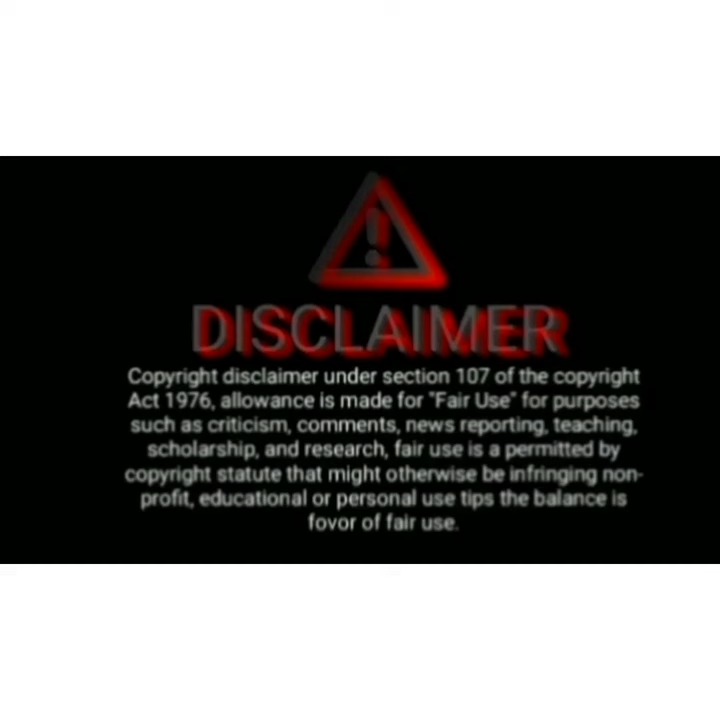 DISCLAIMER
Copyright disclaimer under section 107 of the copyright
Act 1976, allowance is made for "Fair Use" for purposes
such as criticism, comments, news reporting, teaching,
scholarship, and research, fair use is a permitted by
copyright statute that might otherwise be infringing non-
profit, educational or personal use tips the balance is
fovor of fair use.